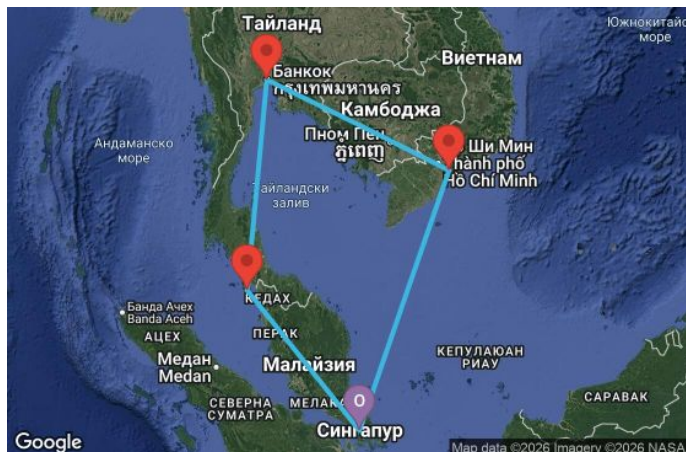 Тайланд
Южнокитайс
море
Виетнам
Банкок
กรุงเทพมหานคร
Камбоджа
Андаманско
море
Пном Пен
ភ្នំពេញ
Ши Мин
hành phố
Hồ Chí Minh
Тайландски
залив
КЕДАХ
Банда Ачех
Banda Aceh
АЦЕХ
ПЕРАК
Медан
Medan
Малайзия
КЕПУЛАЮАН
РИАУ
СЕВЕРНА
СУМАТРА
МЕЛАКА
O
САРАВАК
Сингапур
Google
Map data ©2026 Imagery ©2026 NASA